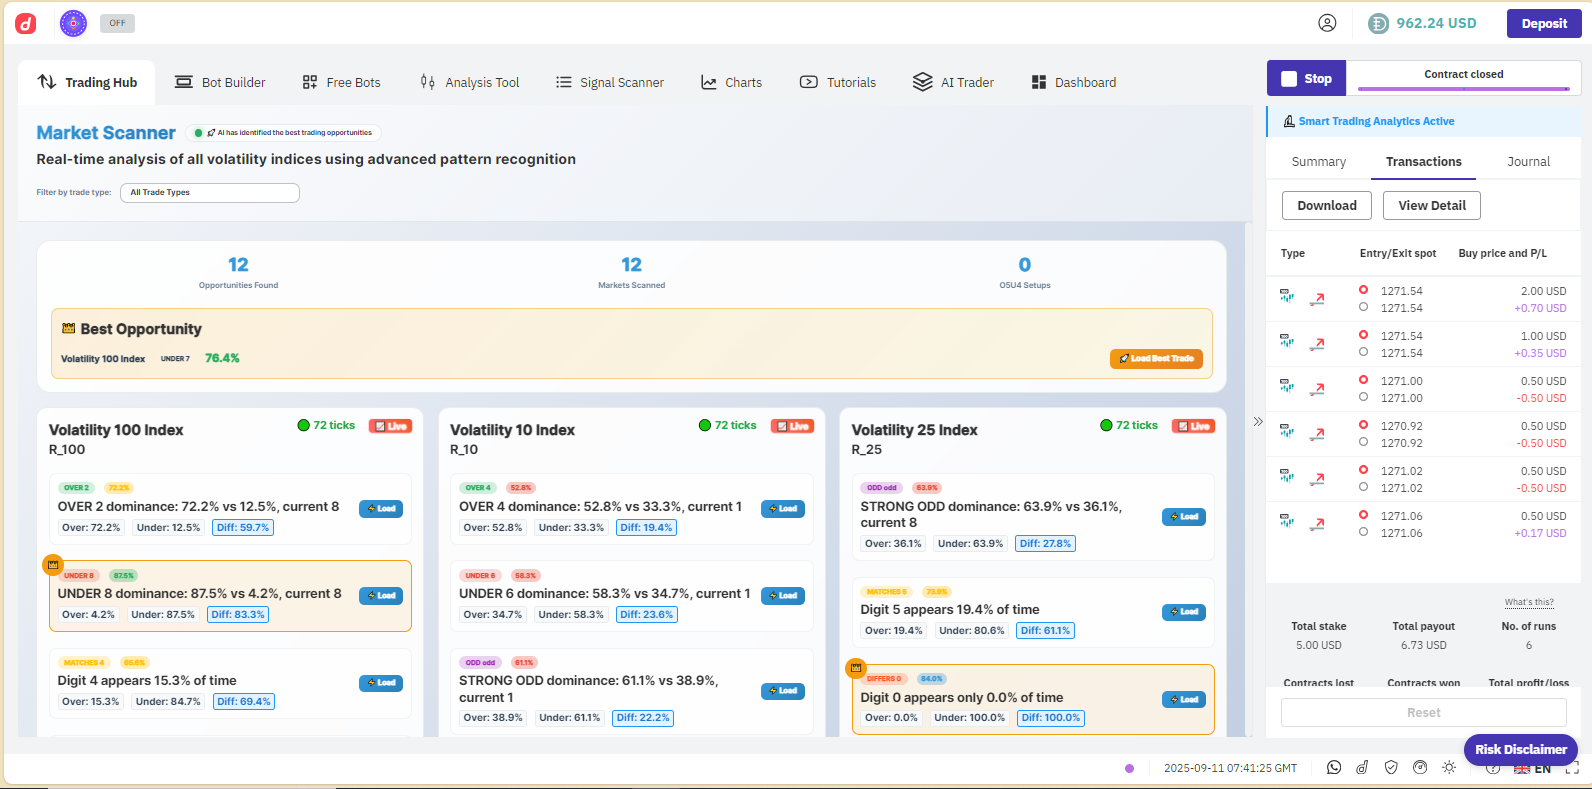 d OFF 962.24 USD Deposit
Trading Hub Bot Builder Free Bots Analysis Tool Signal Scanner Charts Tutorials AI Trader Dashboard
Stop Contract closed
Market Scanner AI has identified the best trading opportunities
Real-time analysis of all volatility indices using advanced pattern recognition
Filter by trade type: All Trade Types
12 12 0
Opportunities Found Markets Scanned O5U4 Setups
Best Opportunity
Volatility 100 Index UNDER 7 76.4% Load Best Trade
Volatility 100 Index 72 ticks Live
R_100
OVER 2 72.2%
OVER 2 dominance: 72.2% vs 12.5%, current 8 Load
Over: 72.2% Under: 12.5% Diff: 59.7%
UNDER 8 87.5%
UNDER 8 dominance: 87.5% vs 4.2%, current 8 Load
Over: 4.2% Under: 87.5% Diff: 83.3%
MATCHES 4
Digit 4 appears 15.3% of time Load
Over: 15.3% Under: 84.7% Diff: 69.4%
Volatility 10 Index 72 ticks Live
R_10
OVER 4 52.8%
OVER 4 dominance: 52.8% vs 33.3%, current 1 Load
Over: 52.8% Under: 33.3% Diff: 19.4%
UNDER 6 58.3%
UNDER 6 dominance: 58.3% vs 34.7%, current 1 Load
Over: 34.7% Under: 58.3% Diff: 23.6%
ODD odd 61.1%
STRONG ODD dominance: 61.1% vs 38.9%,
current 1 Load
Over: 38.9% Under: 61.1% Diff: 22.2%
Volatility 25 Index 72 ticks Live
R_25
ODD odd 63.9%
STRONG ODD dominance: 63.9% vs 36.1%,
current 8 Load
Over: 36.1% Under: 63.9% Diff: 27.8%
MATCHES 5
Digit 5 appears 19.4% of time Load
Over: 19.4% Under: 80.6% Diff: 61.1%
DIFFERS 0 84.0%
Digit 0 appears only 0.0% of time Load
Over: 0.0% Under: 100.0% Diff: 100.0%
Smart Trading Analytics Active
Summary Transactions Journal
Download View Detail
Type Entry/Exit spot Buy price and P/L
100 1271.54 2.00 USD
1271.54 +0.70 USD
100 1271.54 1.00 USD
1271.54 +0.35 USD
100 1271.00 0.50 USD
1271.00 -0.50 USD
100 1270.92 0.50 USD
1270.92 -0.50 USD
100 1271.02 0.50 USD
1271.02 -0.50 USD
100 1271.06 0.50 USD
1271.06 +0.17 USD
What's this?
Total stake Total payout No. of runs
5.00 USD 6.73 USD 6
Contracts lost Contracts won Total profit/loss
Reset
Risk Disclaimer
2025-09-11 07:41:25 GMT EN